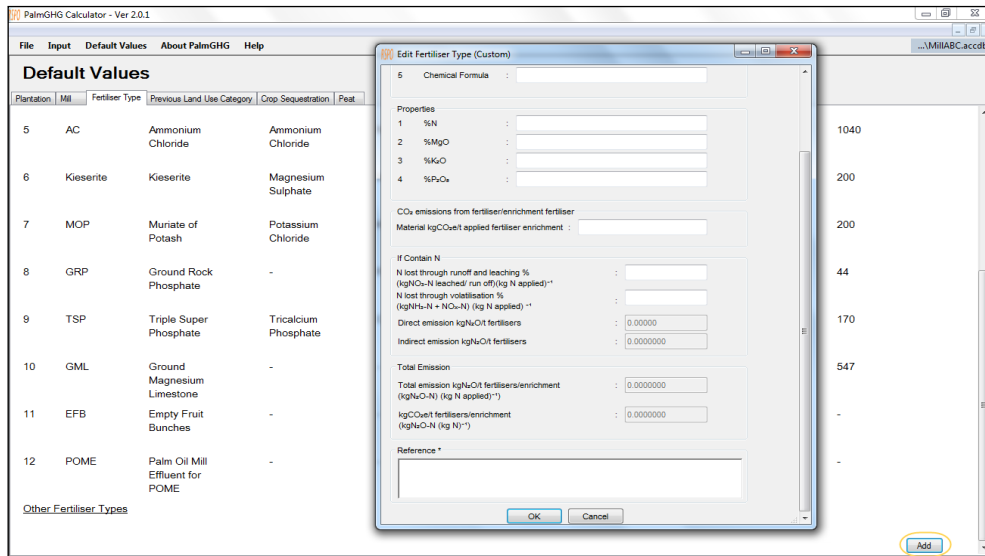 PalmGHG Calculator - Ver 2.0.1
File Input Default Values About PalmGHG Help
...\MillABC.accdb
Default Values
Plantation Mill Fertiliser Type Previous Land Use Category Crop Sequestration Peat
5 AC Ammonium Chloride Ammonium Chloride 1040
6 Kieserite Kieserite Magnesium Sulphate 200
7 MOP Muriate of Potash Potassium Chloride 200
8 GRP Ground Rock Phosphate - 44
9 TSP Triple Super Phosphate Tricalcium Phosphate 170
10 GML Ground Magnesium Limestone - 547
11 EFB Empty Fruit Bunches - -
12 POME Palm Oil Mill Effluent for POME - -
Other Fertiliser Types
Add
Edit Fertiliser Type (Custom)
5 Chemical Formula :
Properties
1 %N :
2 %MgO :
3 %K₂O :
4 %P₂O₅ :
CO₂ emissions from fertiliser/enrichment fertiliser
Material kgCO₂e/t applied fertiliser enrichment :
If Contain N
N lost through runoff and leaching % :
(kgNO₃-N leached/ run off)(kg N applied)⁻¹
N lost through volatilisation % :
(kgNH₃-N + NOₓ-N) (kg N applied) ⁻¹
Direct emission kgN₂O/t fertilisers : 0.00000
Indirect emission kgN₂O/t fertilisers : 0.0000000
Total Emission
Total emission kgN₂O/t fertilisers/enrichment : 0.0000000
(kgN₂O-N) (kg N applied)⁻¹)
kgCO₂e/t fertilisers/enrichment : 0.0000000
(kgN₂O-N (kg N)⁻¹)
Reference *
OK Cancel